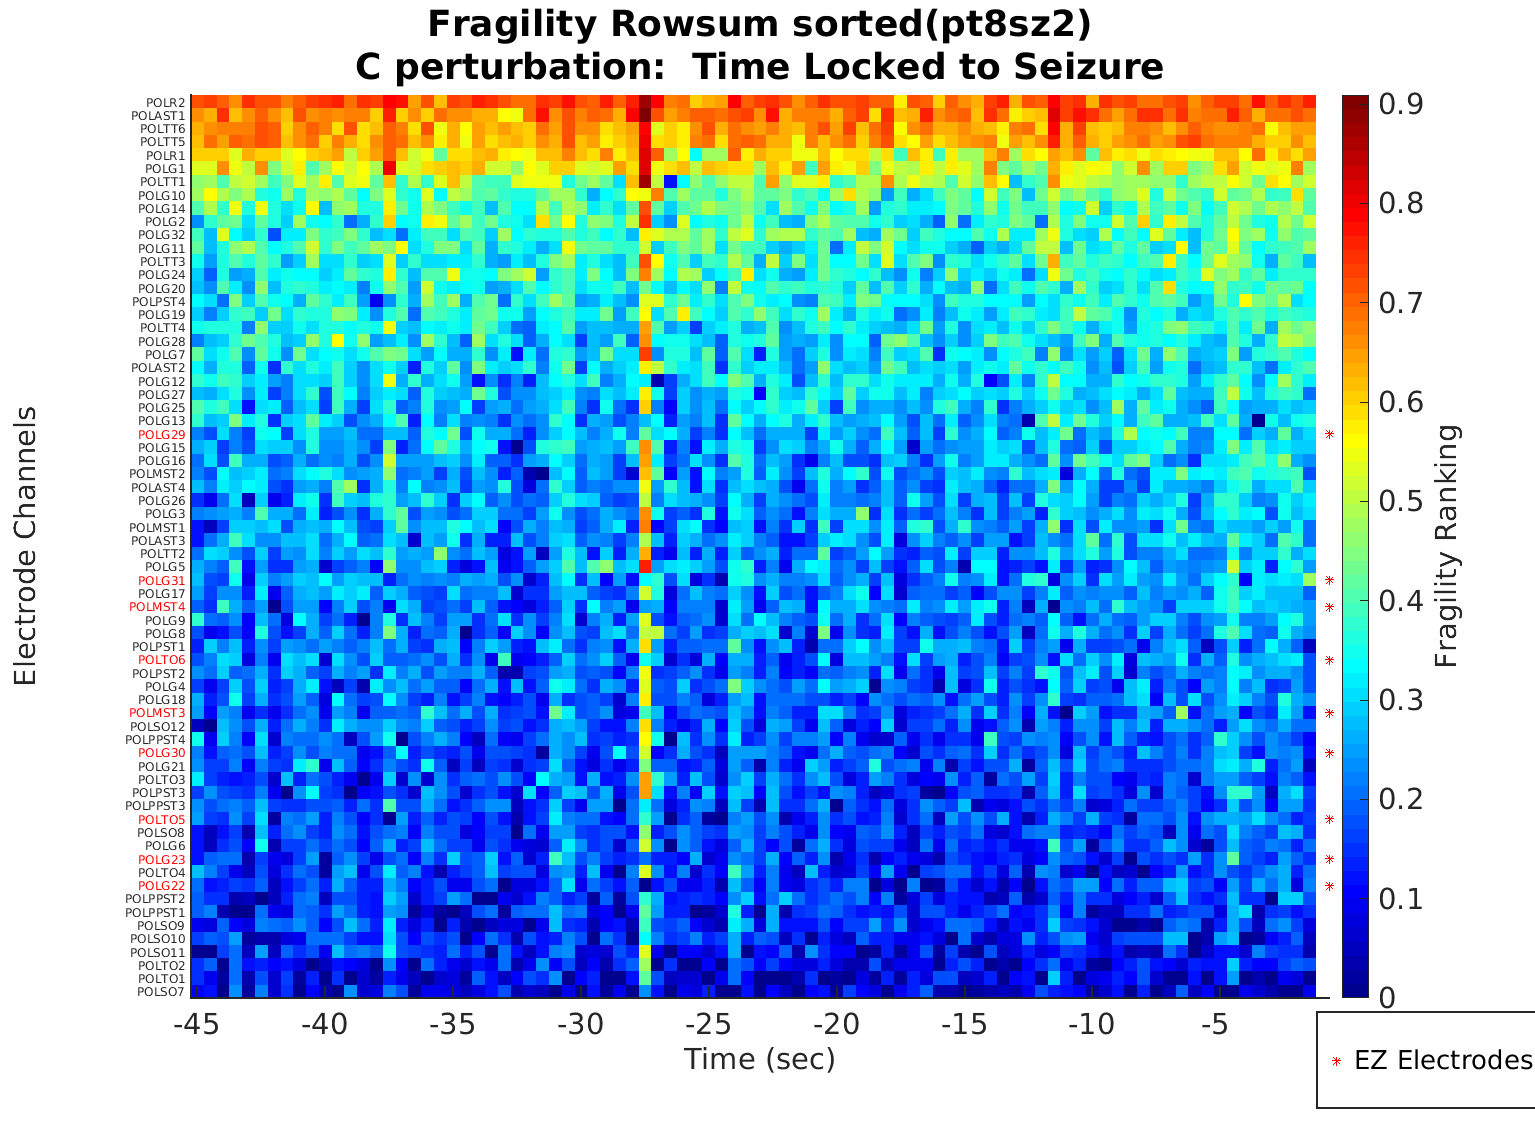 Fragility Rowsum sorted(pt8sz2)
C perturbation:  Time Locked to Seizure
Electrode Channels
POLR2
POLAST1
POLTT6
POLTT5
POLR1
POLG1
POLTT1
POLG10
POLG14
POLG2
POLG32
POLG11
POLTT3
POLG24
POLG20
POLPST4
POLG19
POLTT4
POLG28
POLG7
POLAST2
POLG12
POLG27
POLG25
POLG13
POLG29
POLG15
POLG16
POLMST2
POLAST4
POLG26
POLG3
POLMST1
POLAST3
POLTT2
POLG5
POLG31
POLG17
POLMST4
POLG9
POLG8
POLPST1
POLTO6
POLPST2
POLG4
POLG18
POLMST3
POLSO12
POLPPST4
POLG30
POLG21
POLTO3
POLPST3
POLPPST3
POLTO5
POLSO8
POLG6
POLG23
POLTO4
POLG22
POLPPST2
POLPPST1
POLSO9
POLSO10
POLSO11
POLTO2
POLTO1
POLSO7
-45 -40 -35 -30 -25 -20 -15 -10 -5
Time (sec)
0.9
0.8
0.7
0.6
0.5
0.4
0.3
0.2
0.1
0
Fragility Ranking
EZ Electrodes